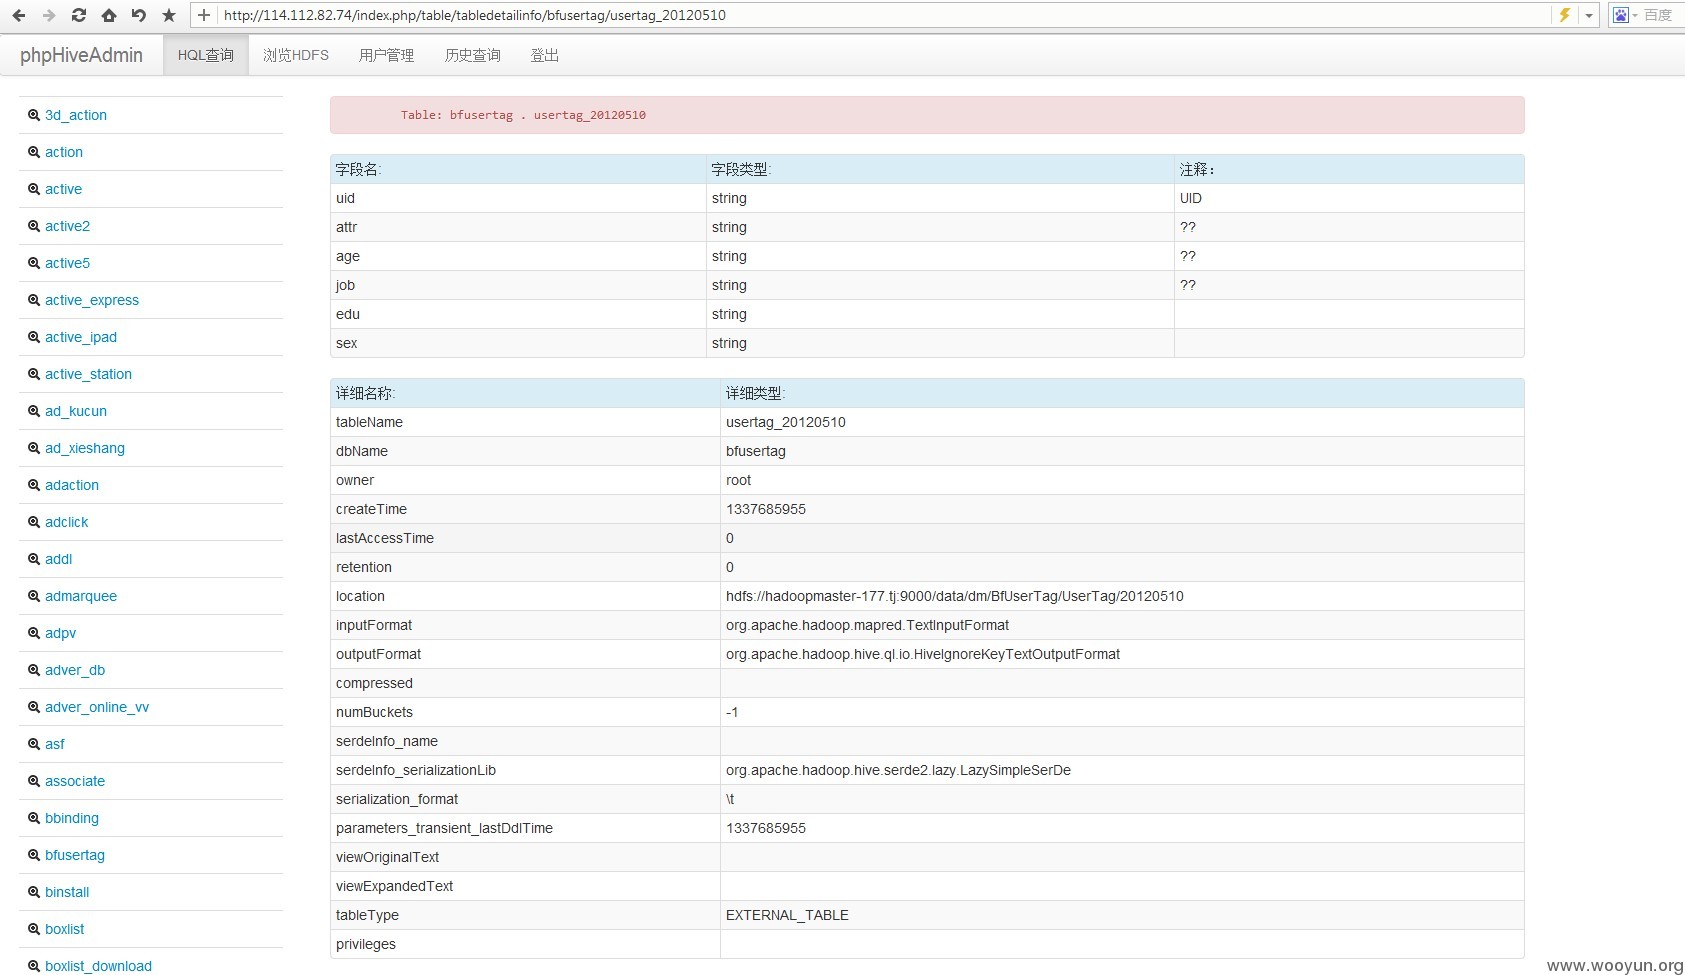 http://114.112.82.74/index.php/table/tabledetailinfo/bfusertag/usertag_20120510 百度
phpHiveAdmin HQL查询 浏览HDFS 用户管理 历史查询 登出
3d_action
action
active
active2
active5
active_express
active_ipad
active_station
ad_kucun
ad_xieshang
adaction
adclick
addl
admarquee
adpv
adver_db
adver_online_vv
asf
associate
bbinding
bfusertag
binstall
boxlist
boxlist_download
Table: bfusertag . usertag_20120510
字段名: 字段类型: 注释：
uid string UID
attr string ??
age string ??
job string ??
edu string
sex string
详细名称: 详细类型:
tableName usertag_20120510
dbName bfusertag
owner root
createTime 1337685955
lastAccessTime 0
retention 0
location hdfs://hadoopmaster-177.tj:9000/data/dm/BfUserTag/UserTag/20120510
inputFormat org.apache.hadoop.mapred.TextInputFormat
outputFormat org.apache.hadoop.hive.ql.io.HiveIgnoreKeyTextOutputFormat
compressed
numBuckets -1
serdeInfo_name
serdeInfo_serializationLib org.apache.hadoop.hive.serde2.lazy.LazySimpleSerDe
serialization_format \t
parameters_transient_lastDdlTime 1337685955
viewOriginalText
viewExpandedText
tableType EXTERNAL_TABLE
privileges
www.wooyun.org